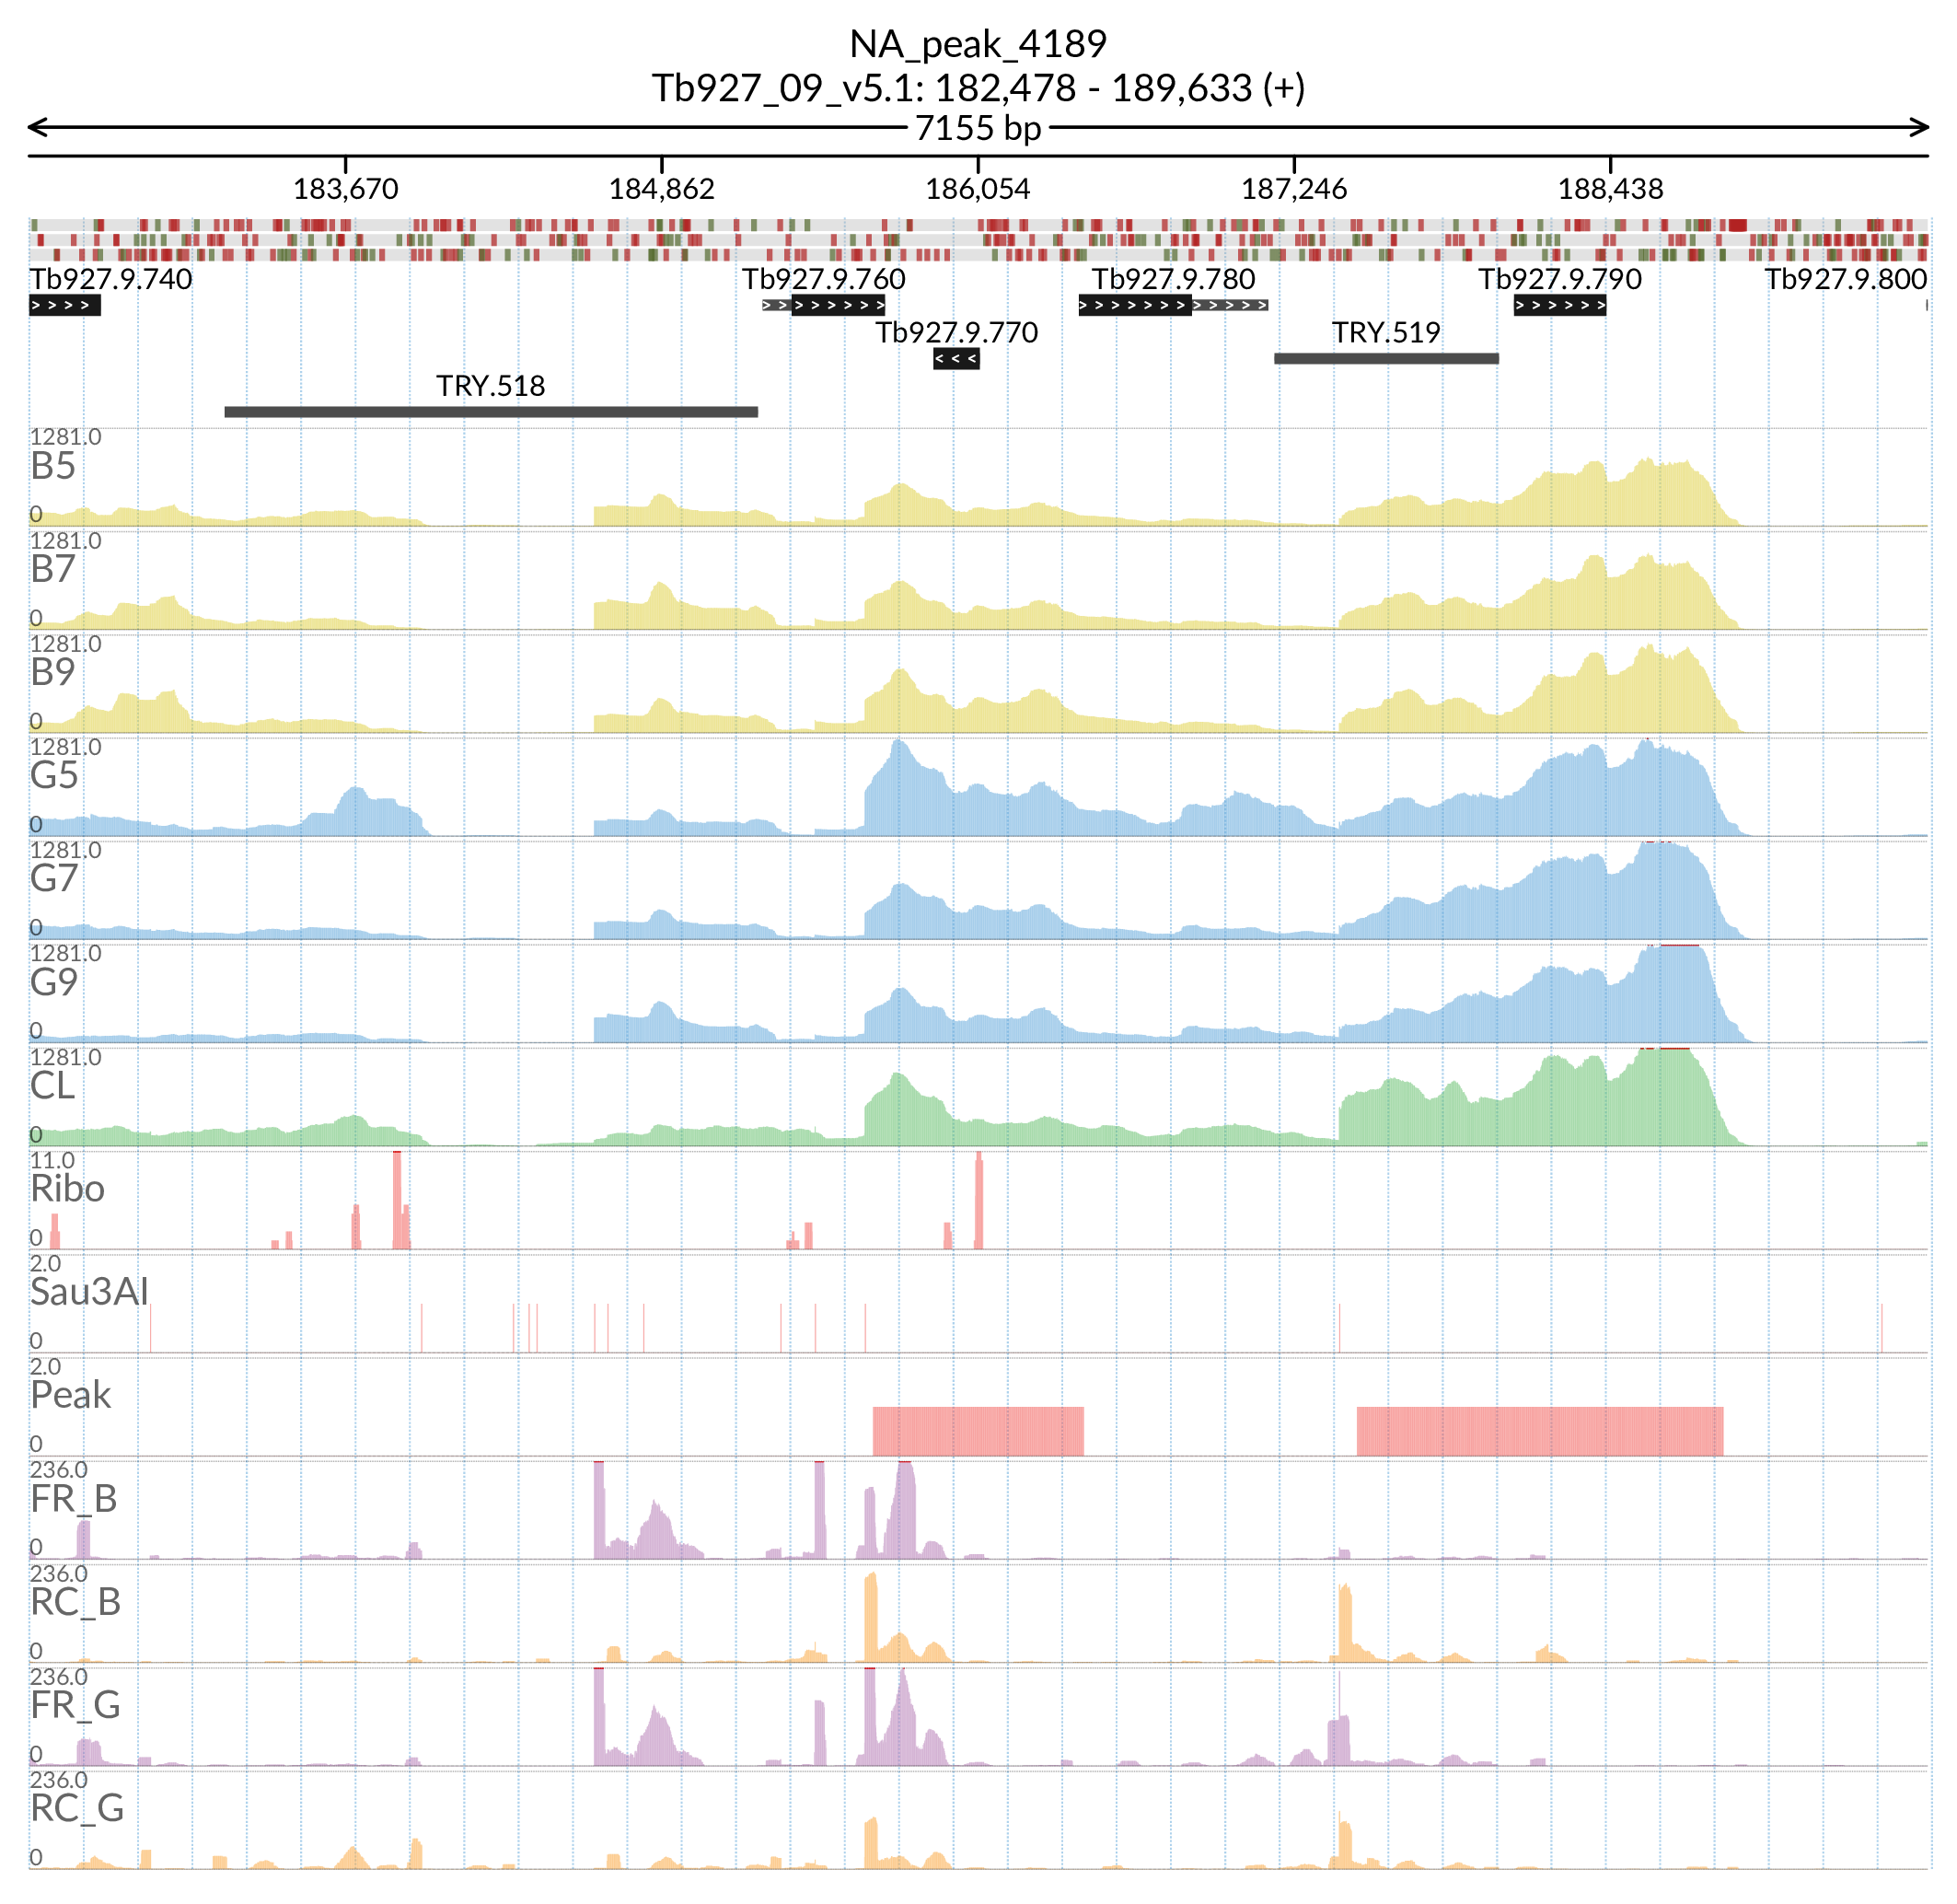 NA_peak_4189
Tb927_09_v5.1: 182,478 - 189,633 (+)
7155 bp
183,670 184,862 186,054 187,246 188,438
Tb927.9.740 Tb927.9.760 Tb927.9.780 Tb927.9.790 Tb927.9.800
Tb927.9.770 TRY.519
TRY.518
1281.0
B5
0
1281.0
B7
0
1281.0
B9
0
1281.0
G5
0
1281.0
G7
0
1281.0
G9
0
1281.0
CL
0
11.0
Ribo
0
2.0
Sau3AI
0
2.0
Peak
0
236.0
FR_B
0
236.0
RC_B
0
236.0
FR_G
0
236.0
RC_G
0